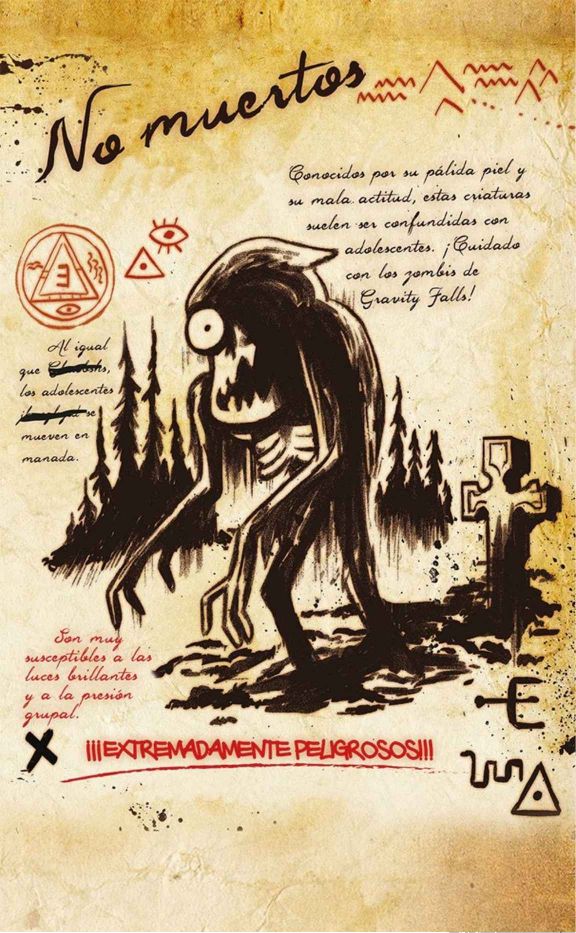 No muertos
Conocidos por su pálida piel y
su mala actitud, estas criaturas
suelen ser confundidas con
adolescentes. ¡Cuidado
con los zombis de
Gravity Falls!
Al igual
que
los adolescentes
se
mueven en
manada.
Son muy
susceptibles a las
luces brillantes
y a la presión
grupal.
X ¡¡¡EXTREMADAMENTE PELIGROSOS!!!